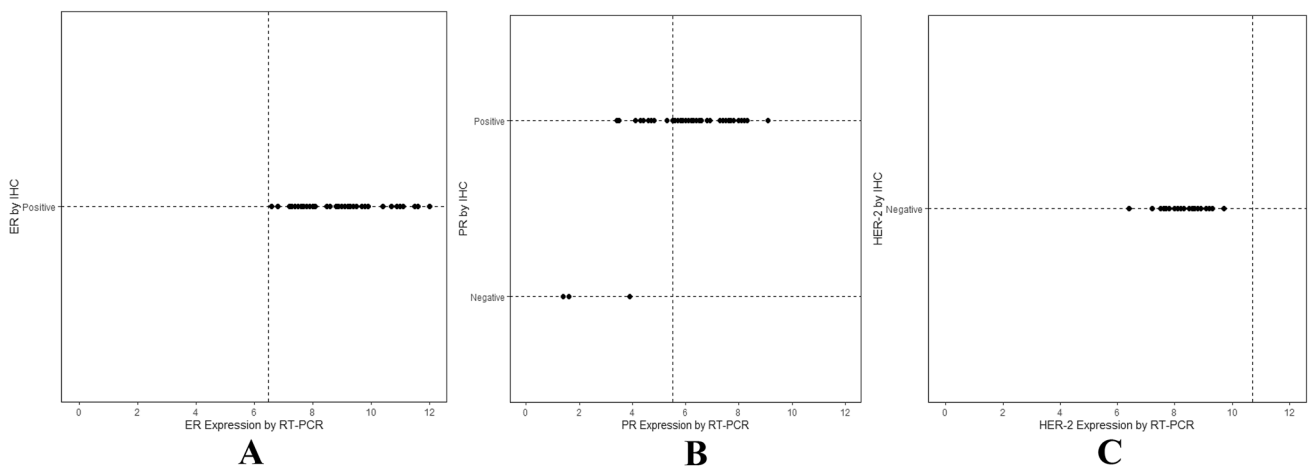 ER by IHC
Positive
0 2 4 6 8 10 12
ER Expression by RT-PCR
A
PR by IHC
Positive
Negative
0 2 4 6 8 10 12
PR Expression by RT-PCR
B
HER-2 by IHC
Negative
0 2 4 6 8 10 12
HER-2 Expression by RT-PCR
C